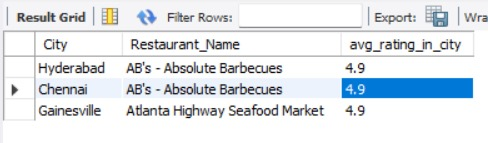 Result Grid Filter Rows: Export: Wra
City Restaurant_Name avg_rating_in_city
Hyderabad AB's - Absolute Barbecues 4.9
Chennai AB's - Absolute Barbecues 4.9
Gainesville Atlanta Highway Seafood Market 4.9